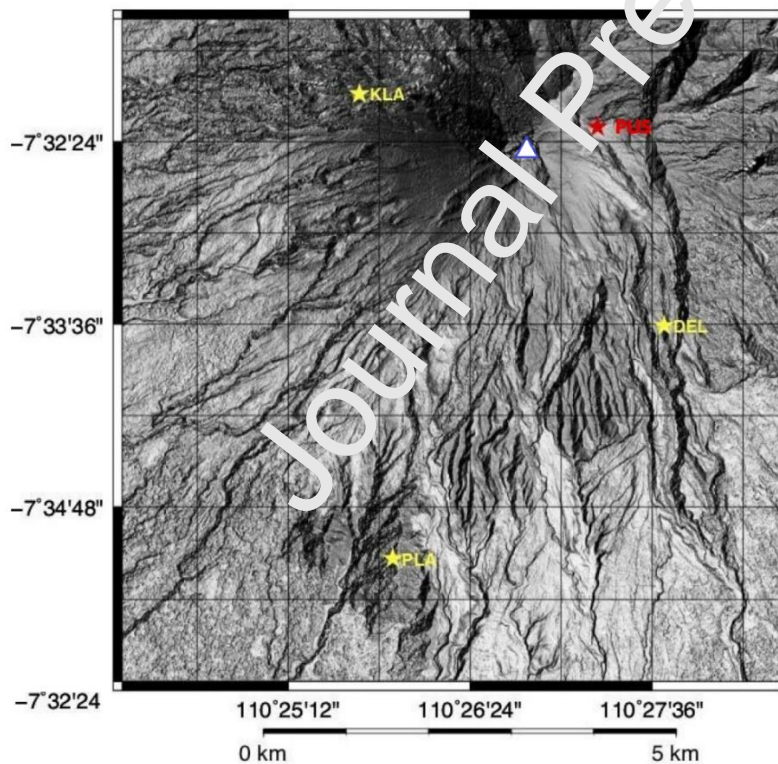 Journal Pre
KLA
PUS
-7°32'24"
-7°33'36"
DEL
-7°34'48"
PLA
-7°32'24
110°25'12" 110°26'24" 110°27'36"
0 km 5 km